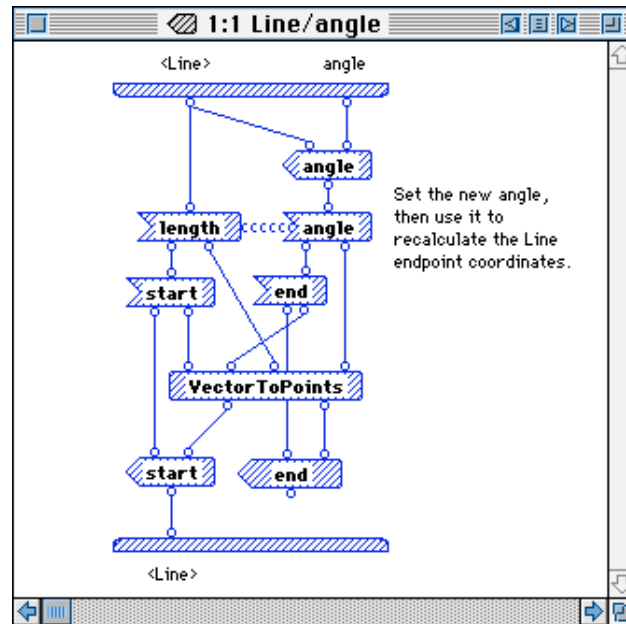 1:1 Line/angle
<Line> angle
angle
Set the new angle,
then use it to
recalculate the Line
endpoint coordinates.
length angle
start end
VectorToPoints
start end
<Line>